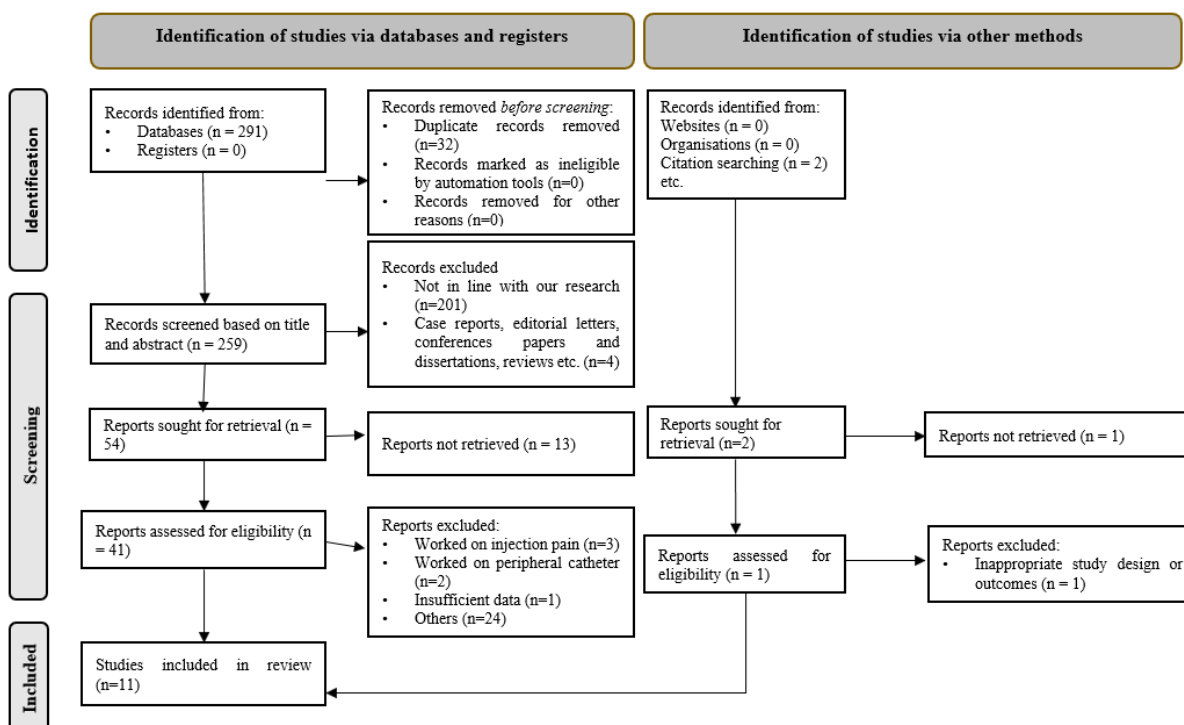 Identification of studies via databases and registers
Identification of studies via other methods
Identification
Records identified from:
• Databases (n = 291)
• Registers (n = 0)
Records removed before screening:
• Duplicate records removed
(n=32)
• Records marked as ineligible
by automation tools (n=0)
• Records removed for other
reasons (n=0)
Records identified from:
Websites (n = 0)
Organisations (n = 0)
Citation searching (n = 2)
etc.
Screening
Records screened based on title
and abstract (n = 259)
Records excluded
• Not in line with our research
(n=201)
• Case reports, editorial letters,
conferences papers and
dissertations, reviews etc. (n=4)
Reports sought for retrieval (n =
54)
Reports not retrieved (n = 13)
Reports sought for
retrieval (n=2)
Reports not retrieved (n = 1)
Reports assessed for eligibility (n
= 41)
Reports excluded:
• Worked on injection pain (n=3)
• Worked on peripheral catheter
(n=2)
• Insufficient data (n=1)
• Others (n=24)
Reports assessed for
eligibility (n = 1)
Reports excluded:
• Inappropriate study design or
outcomes (n = 1)
Included
Studies included in review
(n=11)